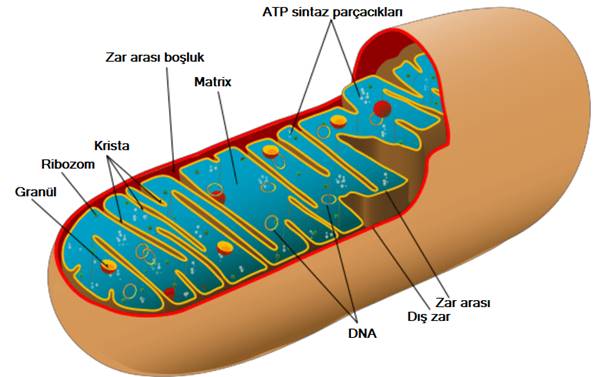 ATP sintaz parçacıkları
Zar arası boşluk
Matrix
Krista
Ribozom
Granül
Zar arası
Dış zar
DNA